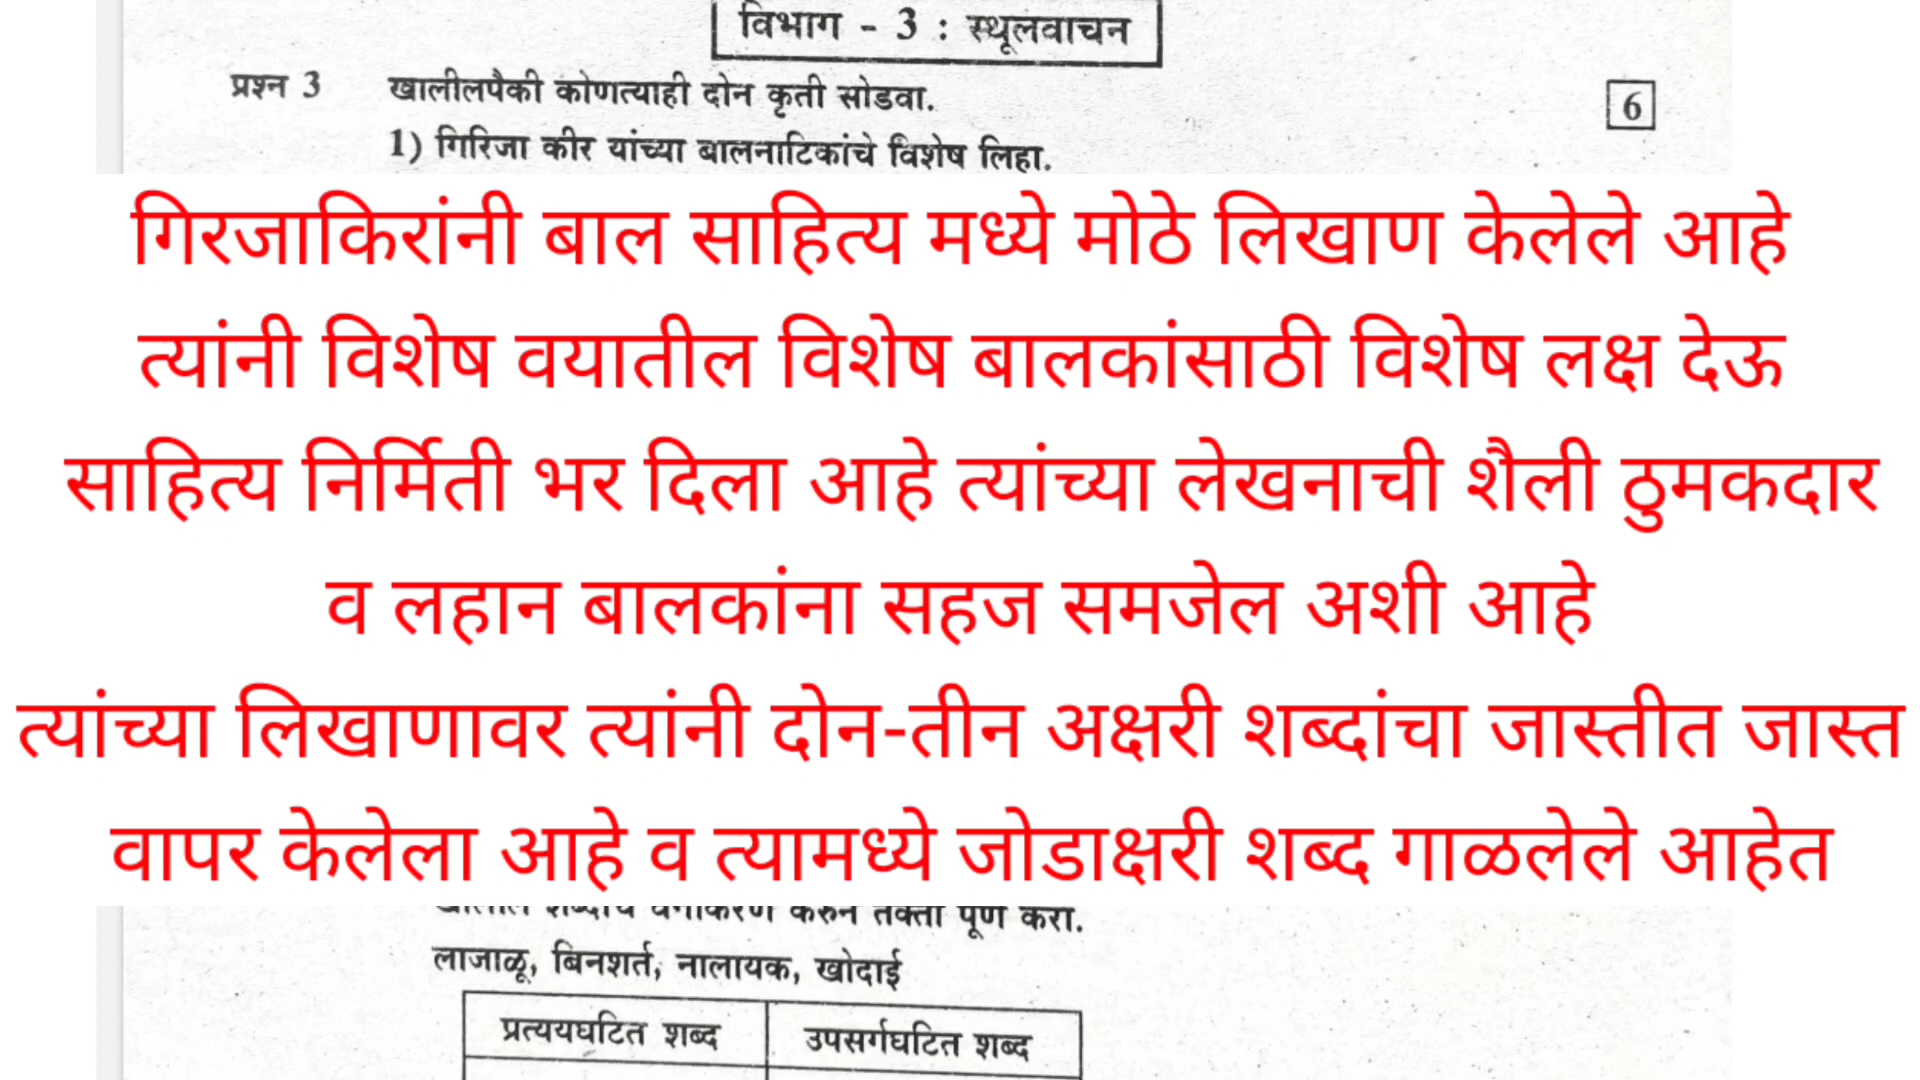 विभाग - 3 : स्थूलवाचन
प्रश्न 3 खालीलपैकी कोणत्याही दोन कृती सोडवा. 6
1) गिरिजा कीर यांच्या बालनाटिकांचे विशेष लिहा.
गिरजाकिरांनी बाल साहित्य मध्ये मोठे लिखाण केलेले आहे
त्यांनी विशेष वयातील विशेष बालकांसाठी विशेष लक्ष देऊ
साहित्य निर्मिती भर दिला आहे त्यांच्या लेखनाची शैली ठुमकदार
व लहान बालकांना सहज समजेल अशी आहे
त्यांच्या लिखाणावर त्यांनी दोन-तीन अक्षरी शब्दांचा जास्तीत जास्त
वापर केलेला आहे व त्यामध्ये जोडाक्षरी शब्द गाळलेले आहेत
करुन तक्ता पूर्ण करा.
लाजाळू, बिनशर्त, नालायक, खोदाई
प्रत्ययघटित शब्द उपसर्गघटित शब्द